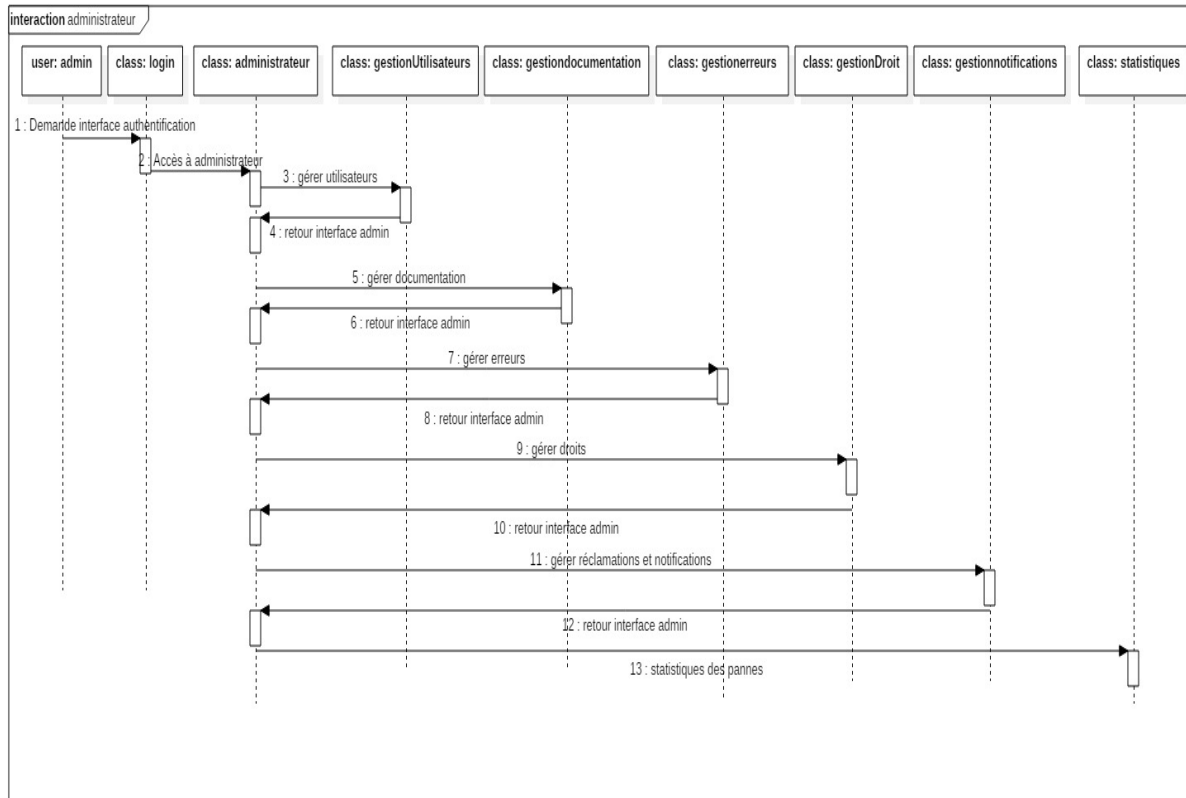 interaction administrateur
user: admin
class: login
class: administrateur
class: gestionUtilisateurs
class: gestiondocumentation
class: gestionerreurs
class: gestionDroit
class: gestionnotifications
class: statistiques
1 : Demande interface authentification
2 : Accès à administrateur
3 : gérer utilisateurs
4 : retour interface admin
5 : gérer documentation
6 : retour interface admin
7 : gérer erreurs
8 : retour interface admin
9 : gérer droits
10 : retour interface admin
11 : gérer réclamations et notifications
12 : retour interface admin
13 : statistiques des pannes